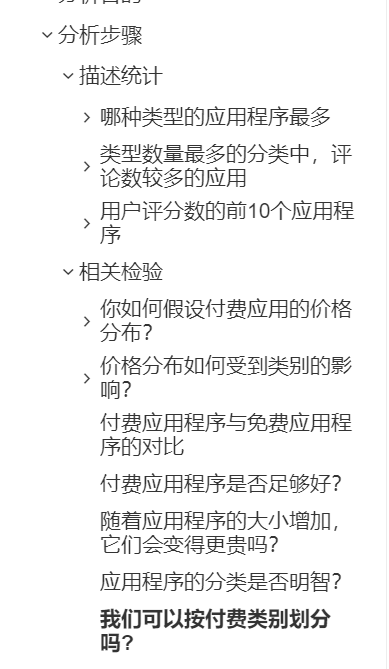 分析步骤
描述统计
哪种类型的应用程序最多
类型数量最多的分类中，评
论数较多的应用
用户评分数的前10个应用程
序
相关检验
你如何假设付费应用的价格
分布？
价格分布如何受到类别的影
响？
付费应用程序与免费应用程
序的对比
付费应用程序是否足够好？
随着应用程序的大小增加，
它们会变得更贵吗？
应用程序的分类是否明智？
我们可以按付费类别划分
吗？